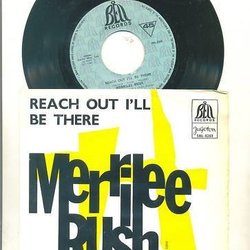 BELL
RECORDS
45
REACH OUT I'LL BE THERE
MERRILEE RUSH
REACH OUT I'LL
BE THERE
BELL
RECORDS
jugoton
Merrilee
Rush